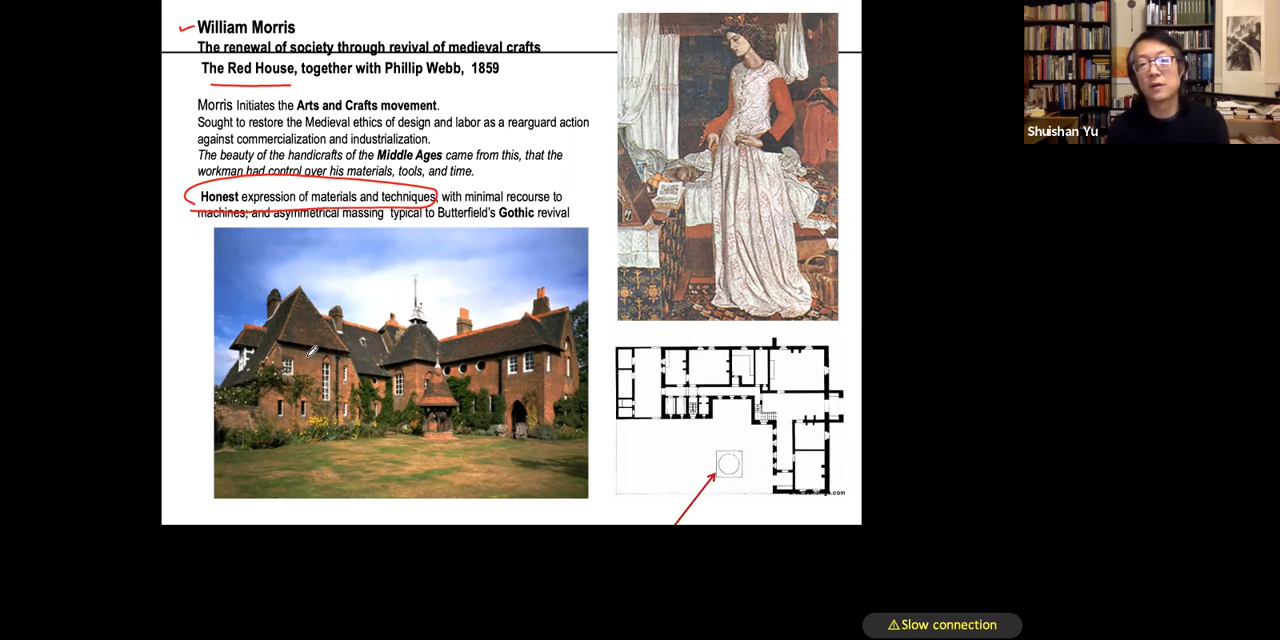 William Morris
The renewal of society through revival of medieval crafts
The Red House, together with Phillip Webb, 1859
Morris Initiates the Arts and Crafts movement.
Sought to restore the Medieval ethics of design and labor as a rearguard action
against commercialization and industrialization.
The beauty of the handicrafts of the Middle Ages came from this, that the
workman had control over his materials, tools, and time.
Honest expression of materials and techniques, with minimal recourse to
machines; and asymmetrical massing typical to Butterfield's Gothic revival
Shuishan Yu
Slow connection